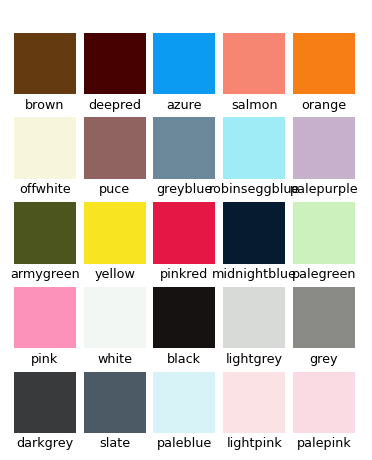 brown deepred azure salmon orange
offwhite puce greyblue robinseggblue palepurple
armygreen yellow pinkred midnightblue palegreen
pink white black lightgrey grey
darkgrey slate paleblue lightpink palepink